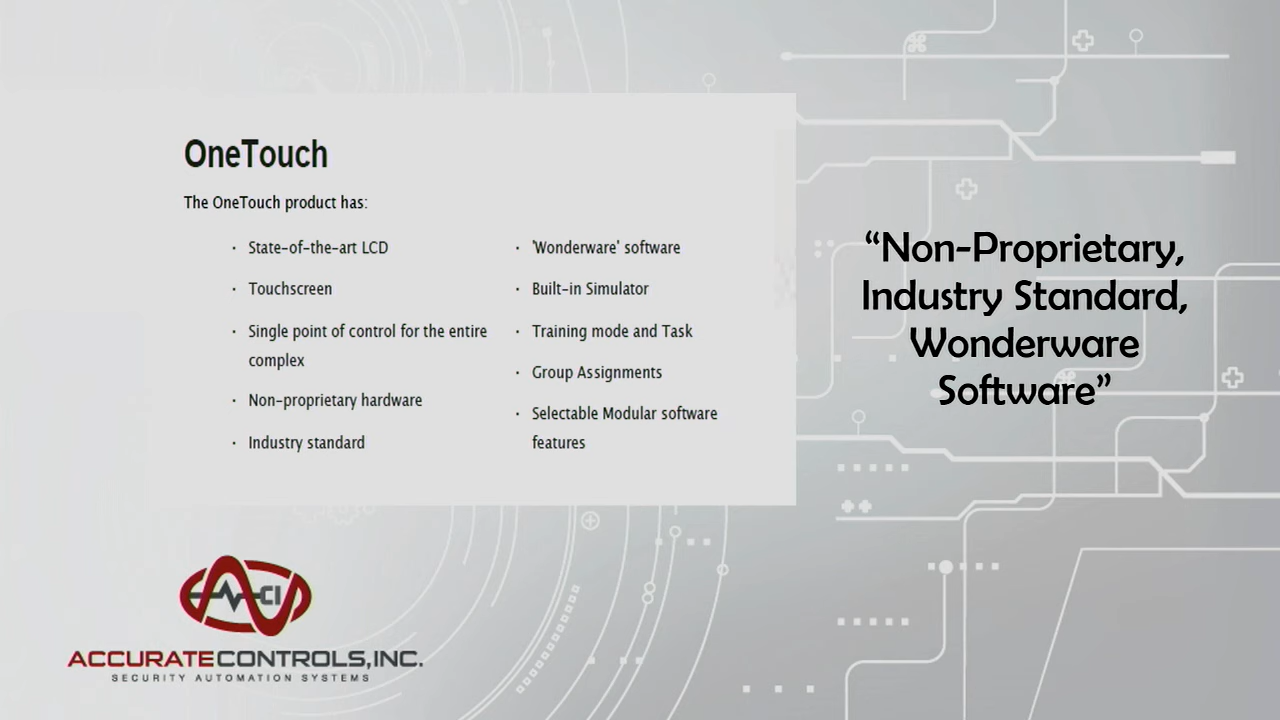 OneTouch
The OneTouch product has:
· State-of-the-art LCD
· Touchscreen
· Single point of control for the entire
complex
· Non-proprietary hardware
· Industry standard
· 'Wonderware' software
· Built-in Simulator
· Training mode and Task
· Group Assignments
· Selectable Modular software
features
“Non-Proprietary,
Industry Standard,
Wonderware
Software”
ACI
ACCURATECONTROLS,INC.
SECURITY AUTOMATION SYSTEMS